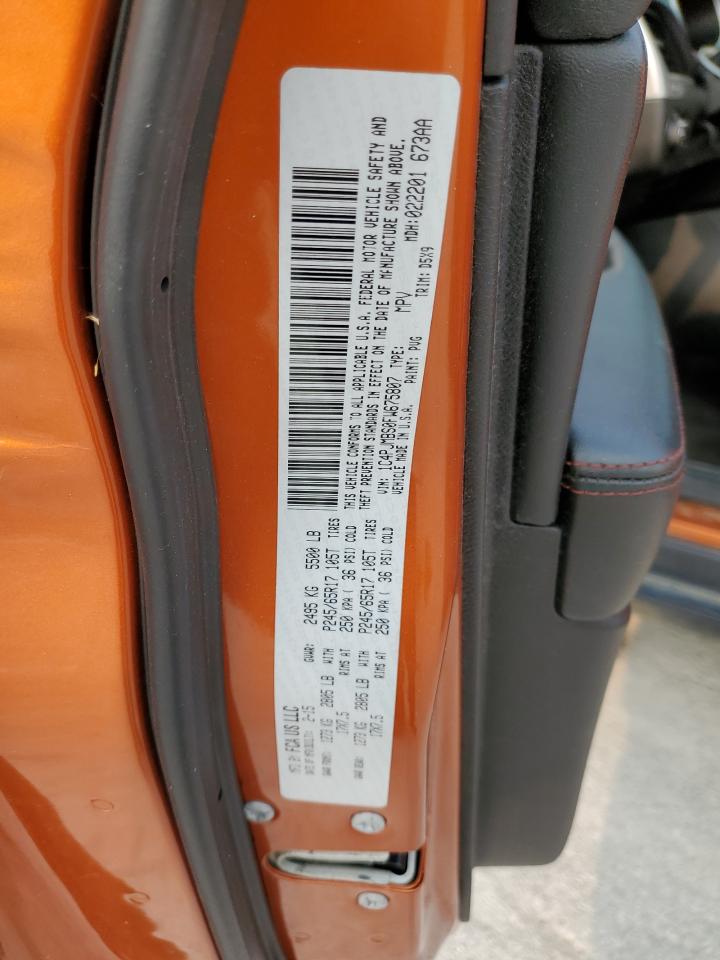 MFD BY FCA US LLC
DATE OF MFR/BUILT: 2-15 GVWR: 2495 KG 5500 LB
GAWR FRONT: 1273 KG 2805 LB WITH P245/65R17 105T TIRES
17X7.5 RIMS AT 250 KPA ( 36 PSI) COLD
GAWR REAR: 1273 KG 2805 LB WITH P245/65R17 105T TIRES
17X7.5 RIMS AT 250 KPA ( 36 PSI) COLD
THIS VEHICLE CONFORMS TO ALL APPLICABLE U.S.A. FEDERAL MOTOR VEHICLE SAFETY AND
THEFT PREVENTION STANDARDS IN EFFECT ON THE DATE OF MANUFACTURE SHOWN ABOVE.
VIN: 1C4PJMBS0FW675807 TYPE: MPV MDH: 022201 673AA
VEHICLE MADE IN U.S.A. PAINT: PVG TRIM: D5X9